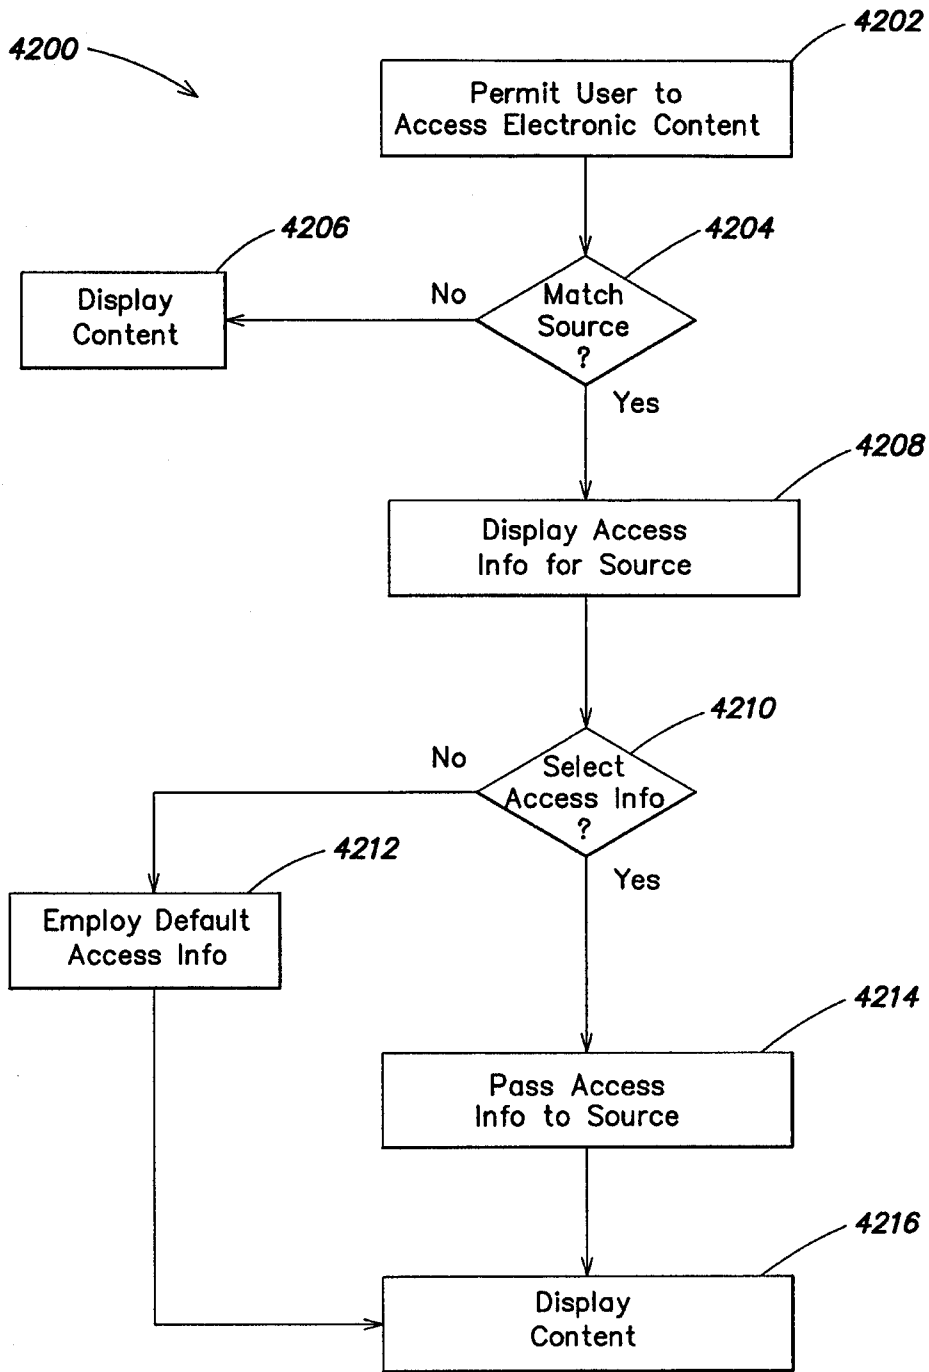 4200
4202
Permit User to
Access Electronic Content
4206
4204
Display
Content
No
Match
Source
?
Yes
4208
Display Access
Info for Source
4210
No
Select
Access Info
?
4212
Yes
Employ Default
Access Info
4214
Pass Access
Info to Source
4216
Display
Content